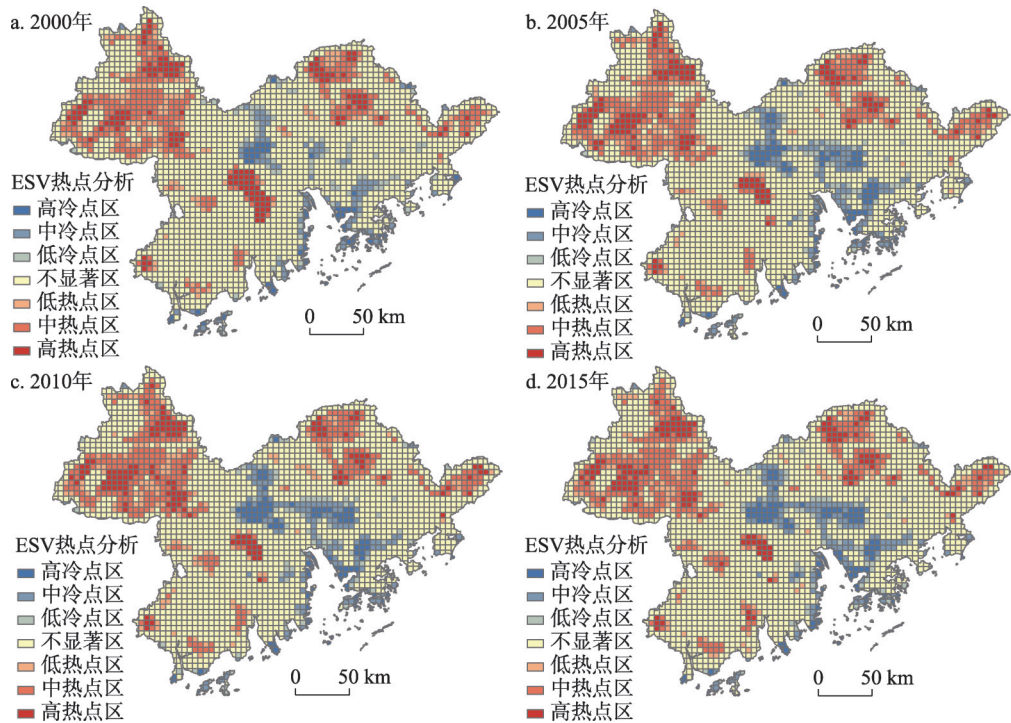 a. 2000年
ESV热点分析
高冷点区
中冷点区
低冷点区
不显著区
低热点区
中热点区
高热点区
0 50 km
b. 2005年
ESV热点分析
高冷点区
中冷点区
低冷点区
不显著区
低热点区
中热点区
高热点区
0 50 km
c. 2010年
ESV热点分析
高冷点区
中冷点区
低冷点区
不显著区
低热点区
中热点区
高热点区
0 50 km
d. 2015年
ESV热点分析
高冷点区
中冷点区
低冷点区
不显著区
低热点区
中热点区
高热点区
0 50 km